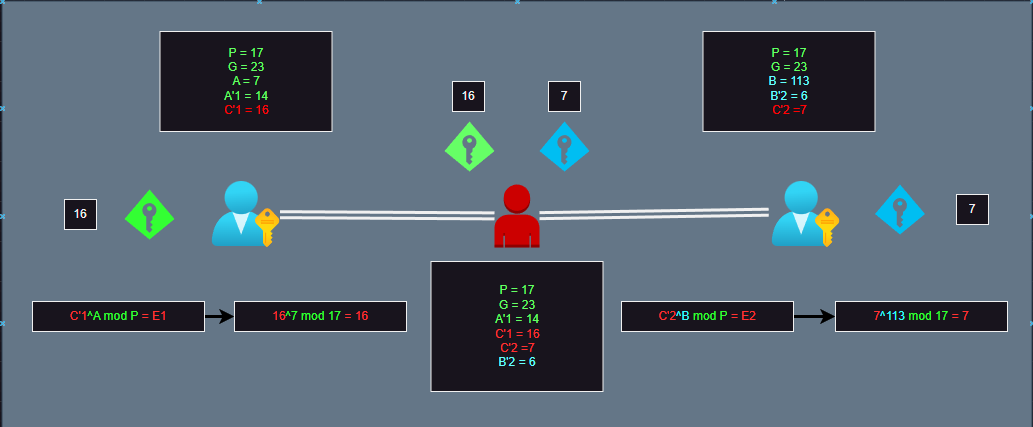 P = 17
G = 23
A = 7
A'1 = 14
C'1 = 16
16
7
P = 17
G = 23
B = 113
B'2 = 6
C'2 =7
16
7
C'1^A mod P = E1
16^7 mod 17 = 16
P = 17
G = 23
A'1 = 14
C'1 = 16
C'2 =7
B'2 = 6
C'2^B mod P = E2
7^113 mod 17 = 7